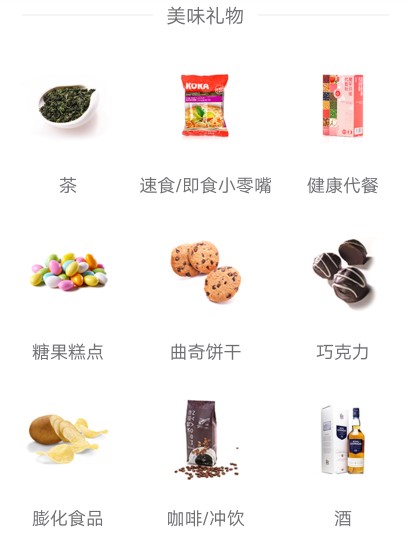 美味礼物
KOKA
茶
速食/即食小零嘴
健康代餐
糖果糕点
曲奇饼干
巧克力
膨化食品
咖啡/冲饮
酒